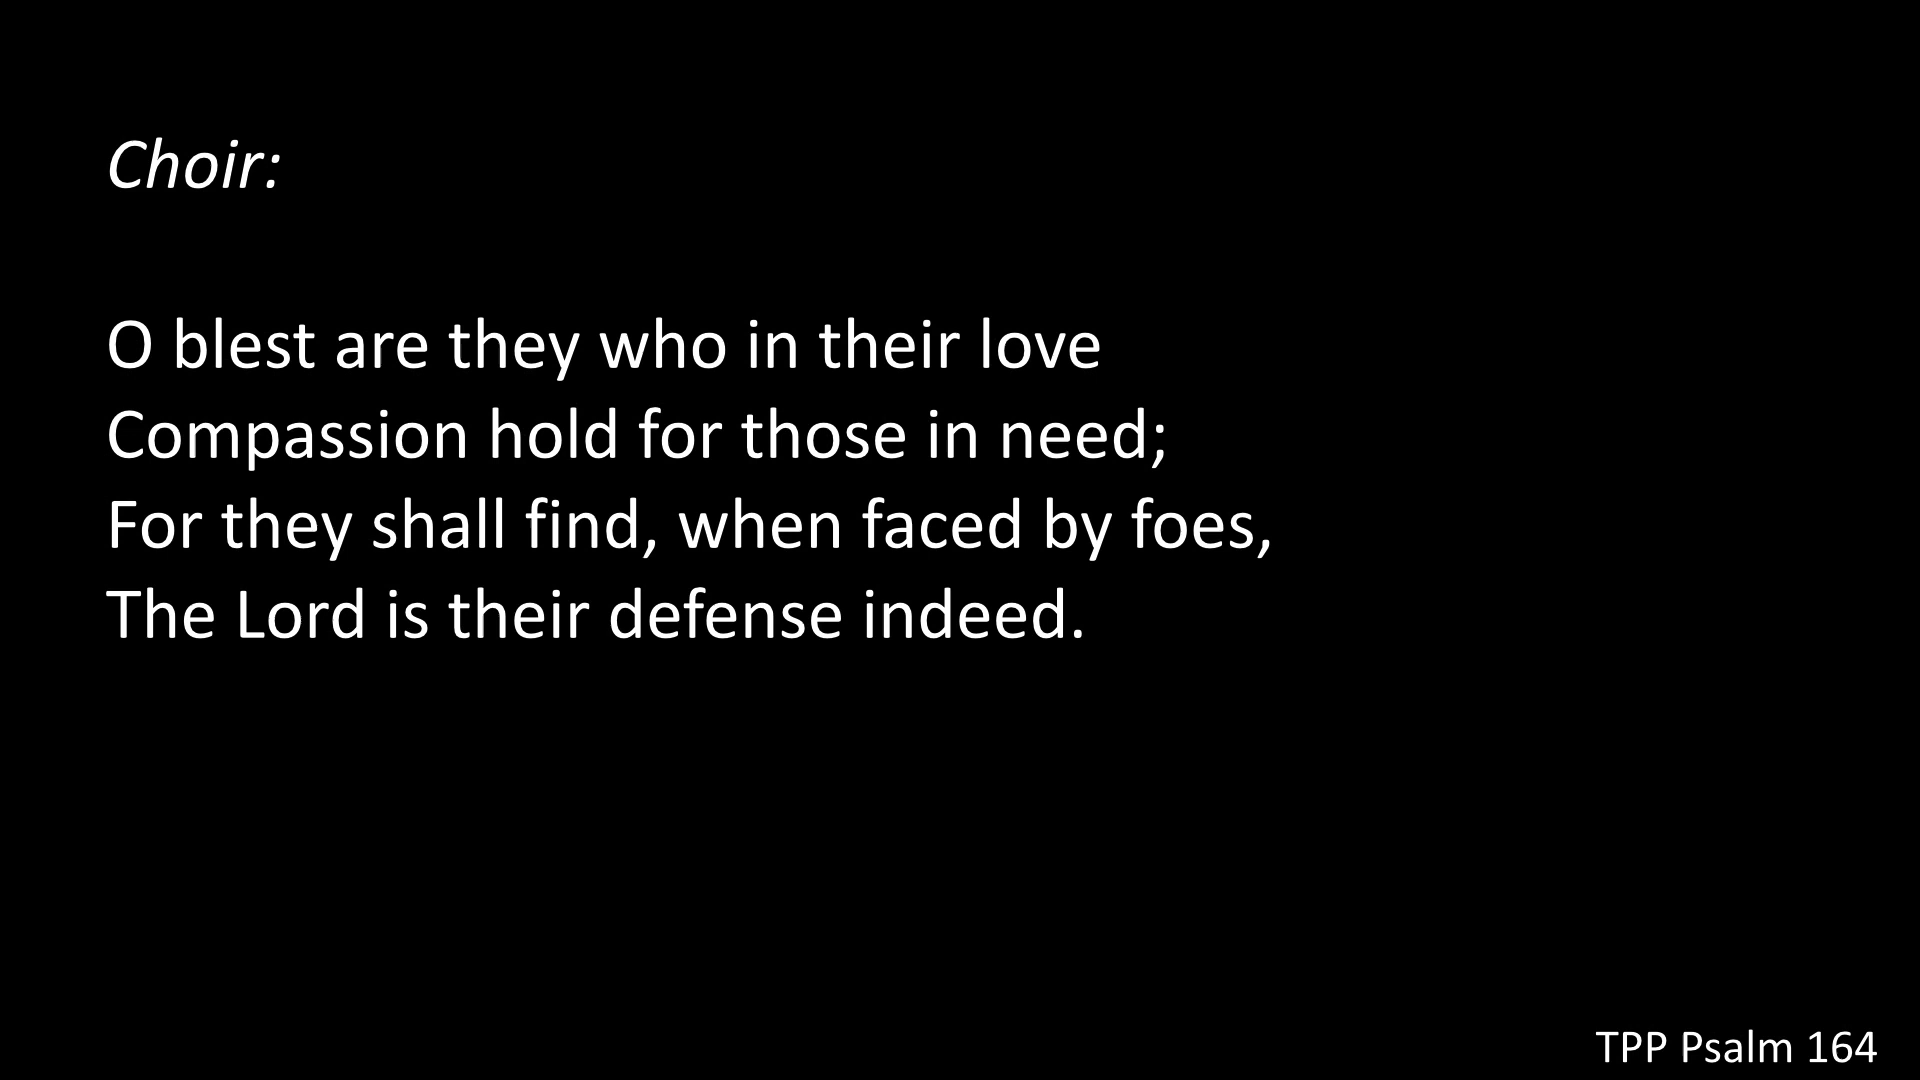 Choir:
O blest are they who in their love
Compassion hold for those in need;
For they shall find, when faced by foes,
The Lord is their defense indeed.
TPP Psalm 164